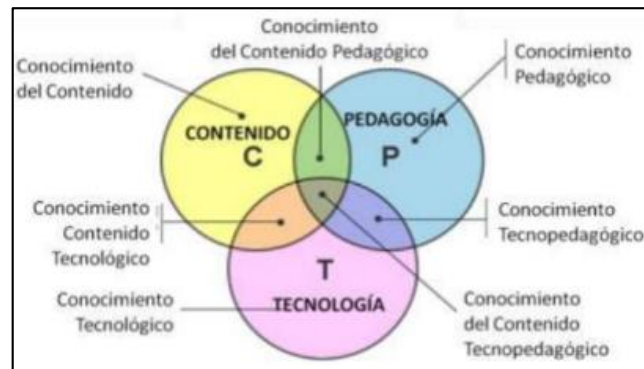 Conocimiento
del Contenido Pedagógico
Conocimiento
del Contenido
Conocimiento
Pedagógico
CONTENIDO
C
PEDAGOGÍA
P
Conocimiento
Contenido
Tecnológico
Conocimiento
Tecnopedagógico
T
TECNOLOGÍA
Conocimiento
Tecnológico
Conocimiento
del Contenido
Tecnopedagógico